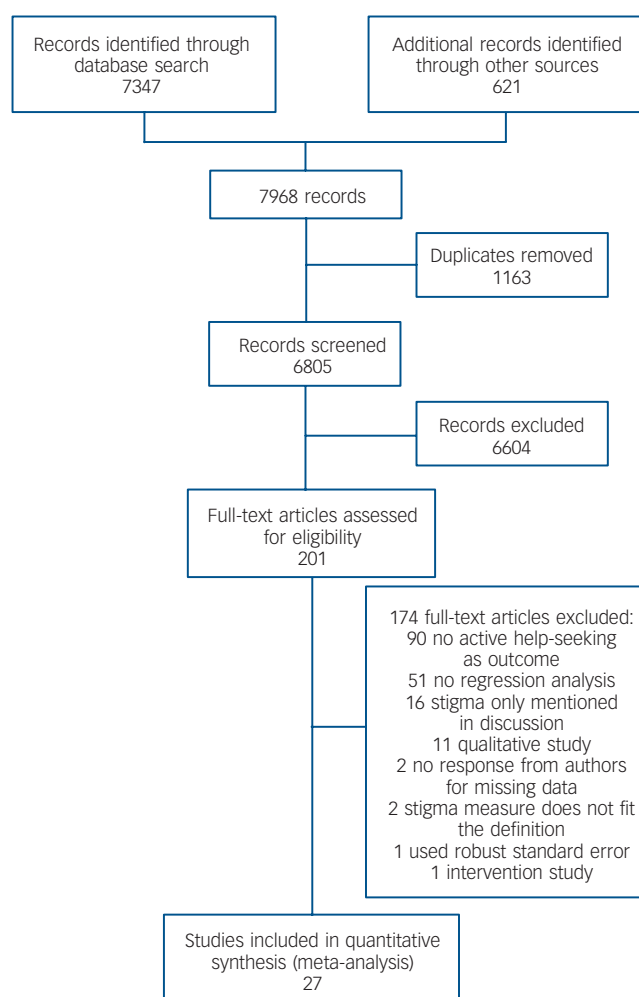 Records identified through
database search
7347
Additional records identified
through other sources
621
7968 records
Duplicates removed
1163
Records screened
6805
Records excluded
6604
Full-text articles assessed
for eligibility
201
174 full-text articles excluded:
90 no active help-seeking
as outcome
51 no regression analysis
16 stigma only mentioned
in discussion
11 qualitative study
2 no response from authors
for missing data
2 stigma measure does not fit
the definition
1 used robust standard error
1 intervention study
Studies included in quantitative
synthesis (meta-analysis)
27